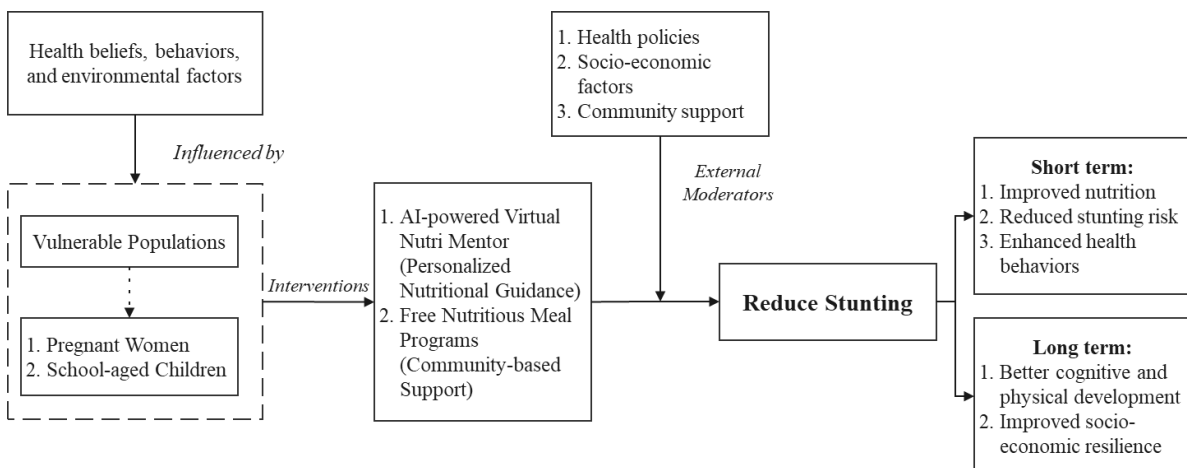 Health beliefs, behaviors,
and environmental factors
Influenced by
Vulnerable Populations
1. Pregnant Women
2. School-aged Children
Interventions
1. AI-powered Virtual
Nutri Mentor
(Personalized
Nutritional Guidance)
2. Free Nutritious Meal
Programs
(Community-based
Support)
1. Health policies
2. Socio-economic
factors
3. Community support
External
Moderators
Reduce Stunting
Short term:
1. Improved nutrition
2. Reduced stunting risk
3. Enhanced health
behaviors
Long term:
1. Better cognitive and
physical development
2. Improved socio-
economic resilience